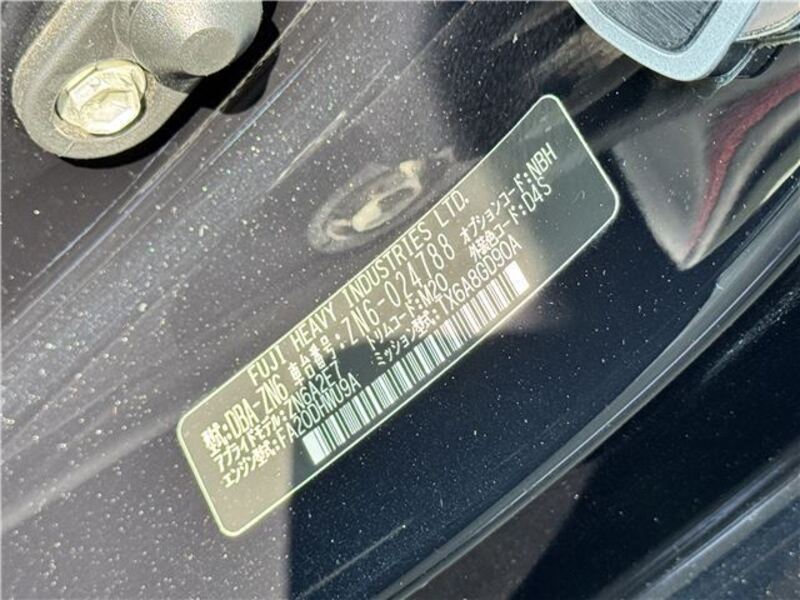 FUJI HEAVY INDUSTRIES LTD.
型式:DBA-ZN6 車台番号:ZN6-024788 オプションコード:NBH
アプライドモデル:ZN6A2E7 トリムコード:M20 外装色コード:D4S
エンジン型式:FA20DHWU9A ミッション型式:TX6A8GD90A